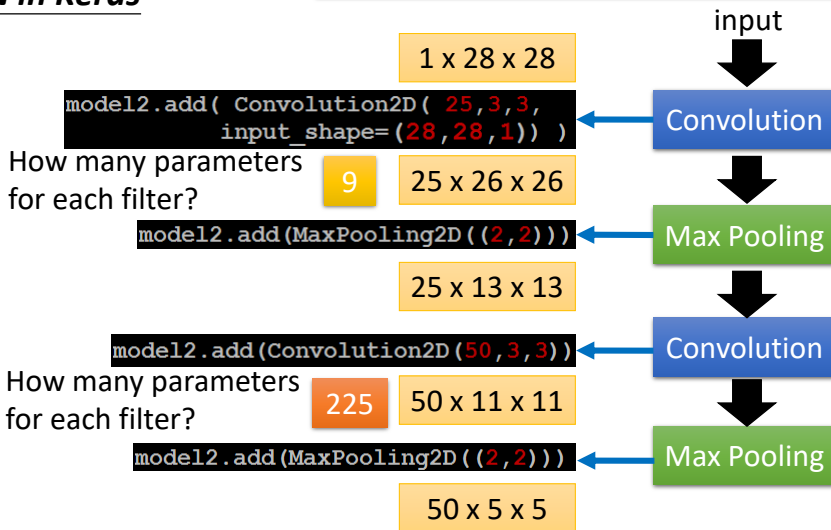 in Keras
input
1 x 28 x 28
model2.add( Convolution2D( 25,3,3,
input_shape=(28,28,1)) )
Convolution
How many parameters
for each filter?
9
25 x 26 x 26
model2.add(MaxPooling2D((2,2)))
Max Pooling
25 x 13 x 13
model2.add(Convolution2D(50,3,3))
Convolution
How many parameters
for each filter?
225
50 x 11 x 11
model2.add(MaxPooling2D((2,2)))
Max Pooling
50 x 5 x 5